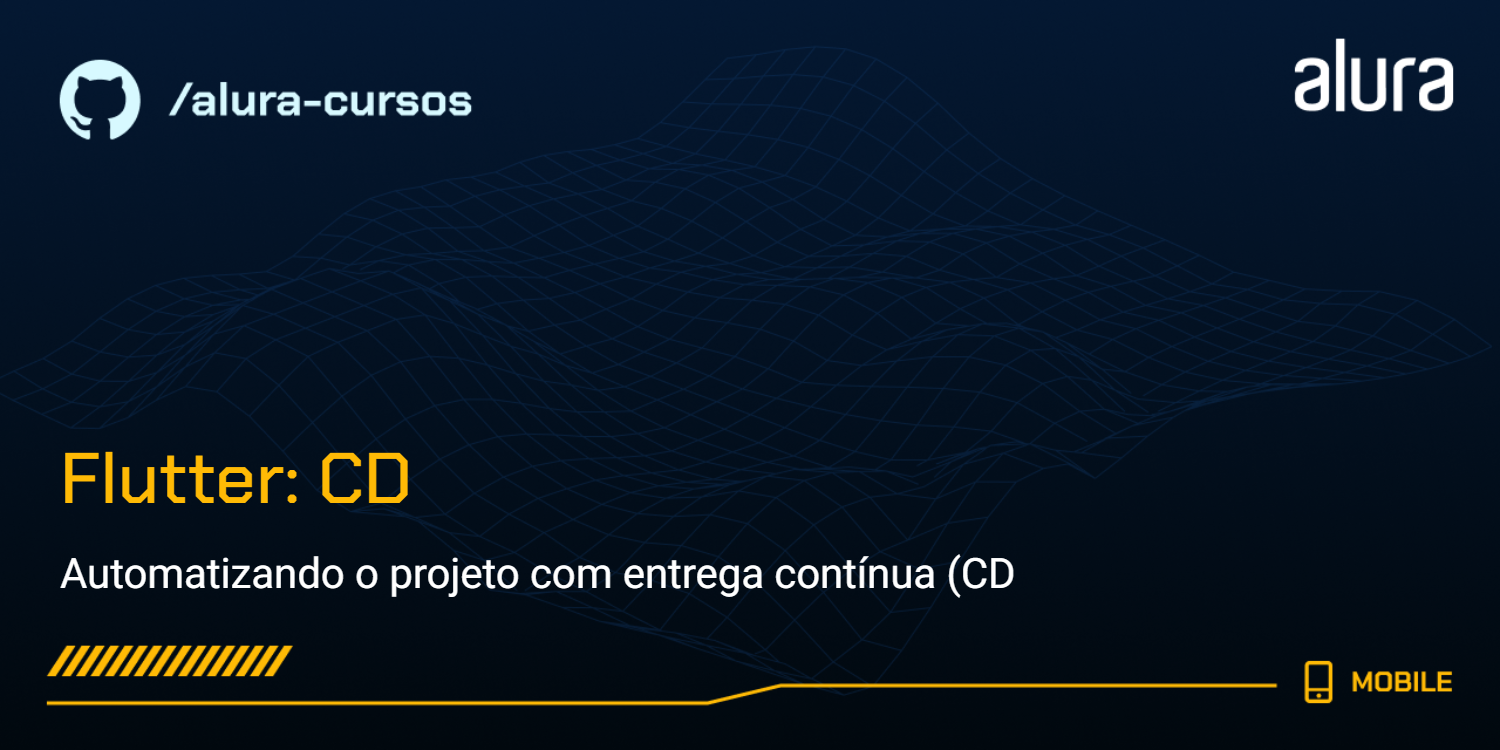 /alura-cursos
alura
Flutter: CD
Automatizando o projeto com entrega contínua (CD
MOBILE